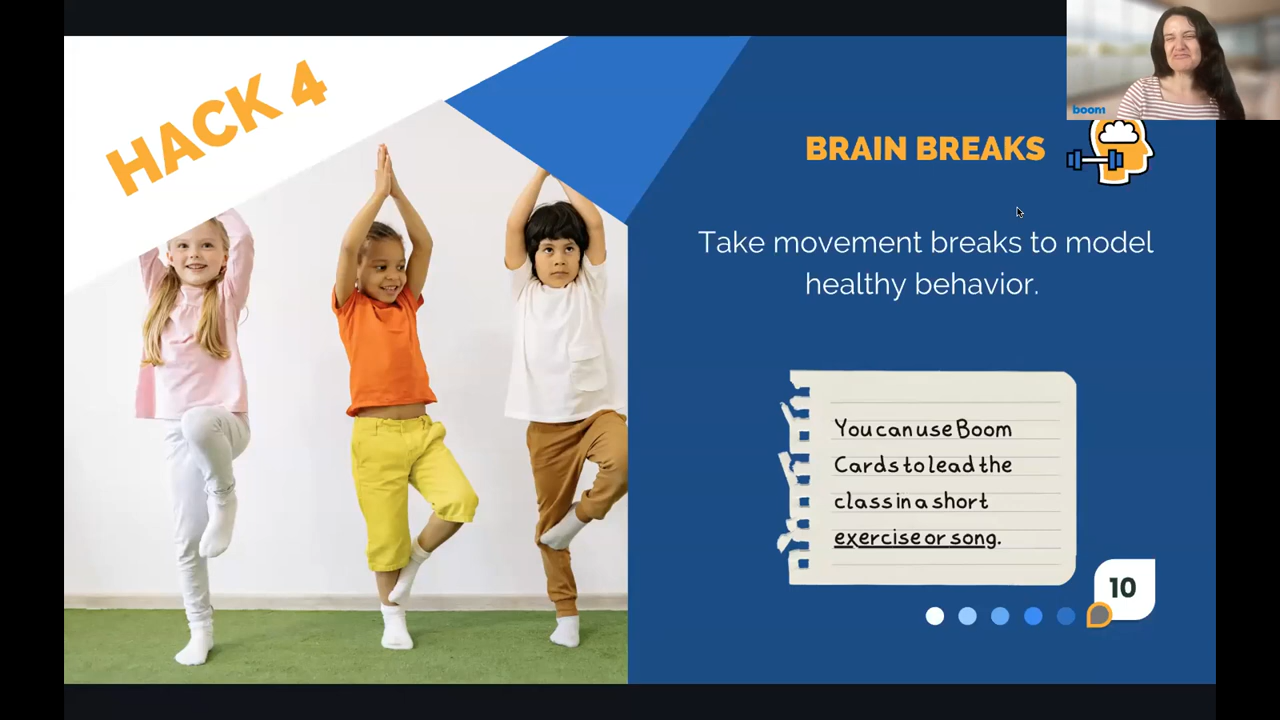 HACK 4
boom
BRAIN BREAKS
Take movement breaks to model
healthy behavior.
You can use Boom
Cards to lead the
class in a short
exercise or song.
10